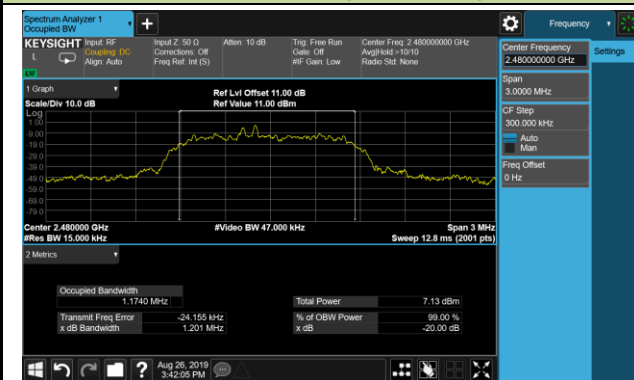 Spectrum Analyzer 1
Occupied BW
Frequency
KEYSIGHT
L
Input: RF
Coupling: DC
Align: Auto
Input Z: 50 Ω
Corrections: Off
Freq Ref: Int (S)
Atten: 10 dB
Trig: Free Run
Gate: Off
#IF Gain: Low
Center Freq: 2.480000000 GHz
Avg|Hold:>10/10
Radio Std: None
Center Frequency
2.480000000 GHz
Settings
Span
3.0000 MHz
CF Step
300.000 kHz
Auto
Man
Freq Offset
0 Hz
1 Graph
Scale/Div 10.0 dB
Ref Lvl Offset 11.00 dB
Ref Value 11.00 dBm
Log
1.00
-9.00
-19.0
-29.0
-39.0
-49.0
-59.0
-69.0
-79.0
Center 2.480000 GHz
#Res BW 15.000 kHz
#Video BW 47.000 kHz
Span 3 MHz
Sweep 12.8 ms (2001 pts)
2 Metrics
Occupied Bandwidth
1.1740 MHz
Total Power 7.13 dBm
Transmit Freq Error -24.155 kHz
% of OBW Power 99.00 %
x dB Bandwidth 1.201 MHz
x dB -20.00 dB
?
Aug 26, 2019
3:42:05 PM